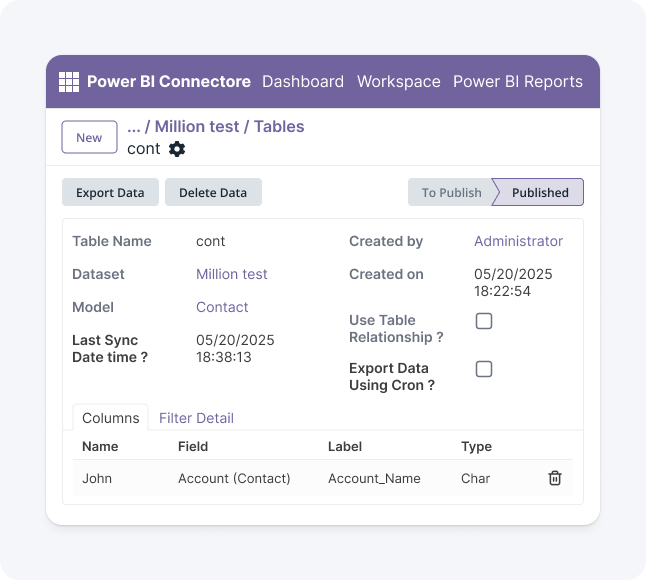 Power BI Connectore Dashboard Workspace Power BI Reports
New
... / Million test / Tables
cont
Export Data Delete Data To Publish Published
Table Name cont Created by Administrator
Dataset Million test Created on 05/20/2025
18:22:54
Model Contact
Use Table
Relationship ?
Last Sync 05/20/2025
Date time ? 18:38:13
Export Data
Using Cron ?
Columns Filter Detail
Name Field Label Type
John Account (Contact) Account_Name Char